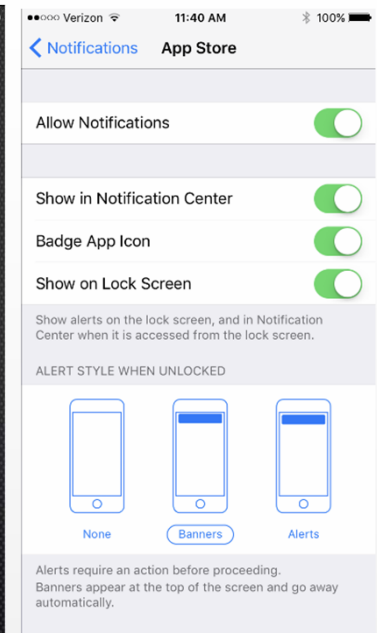 Verizon 11:40 AM 100%
Notifications App Store
Allow Notifications
Show in Notification Center
Badge App Icon
Show on Lock Screen
Show alerts on the lock screen, and in Notification
Center when it is accessed from the lock screen.
ALERT STYLE WHEN UNLOCKED
None Banners Alerts
Alerts require an action before proceeding.
Banners appear at the top of the screen and go away
automatically.